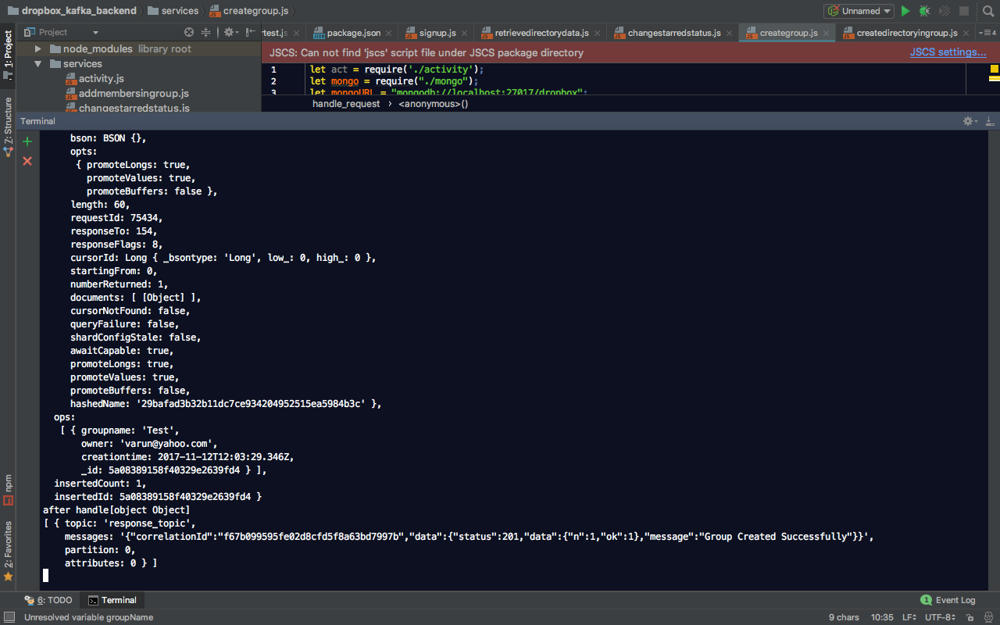 dropbox_kafka_backend services creategroup.js Unnamed
1: Project
Project rtest.js package.json signup.js retrievedirectorydata.js changestarredstatus.js creategroup.js createdirectoryingroup.js 4
node_modules library root
services
activity.js
addmembersingroup.js
changestarredstatus.js
JSCS: Can not find 'jscs' script file under JSCS package directory JSCS settings...
1 let act = require('./activity');
2 let mongo = require("./mongo");
3 let mongoURL = "mongodb://localhost:27017/dropbox";
handle_request › <anonymous>()
Z: Structure
Terminal
bson: BSON {},
opts:
{ promoteLongs: true,
promoteValues: true,
promoteBuffers: false },
length: 60,
requestId: 75434,
responseTo: 154,
responseFlags: 8,
cursorId: Long { _bsontype: 'Long', low_: 0, high_: 0 },
startingFrom: 0,
numberReturned: 1,
documents: [ [Object] ],
cursorNotFound: false,
queryFailure: false,
shardConfigStale: false,
awaitCapable: true,
promoteLongs: true,
promoteValues: true,
promoteBuffers: false,
hashedName: '29bafad3b32b11dc7ce934204952515ea5984b3c' },
ops:
[ { groupname: 'Test',
owner: 'varun@yahoo.com',
creationtime: 2017-11-12T12:03:29.346Z,
_id: 5a08389158f40329e2639fd4 } ],
insertedCount: 1,
insertedId: 5a08389158f40329e2639fd4 }
after handle[object Object]
[ { topic: 'response_topic',
messages: '{"correlationId":"f67b099595fe02d8cfd5f8a63bd7997b","data":{"status":201,"data":{"n":1,"ok":1},"message":"Group Created Successfully"}}',
partition: 0,
attributes: 0 } ]
npm
2: Favorites
6: TODO Terminal 1 Event Log
Unresolved variable groupName 9 chars 10:35 LF UTF-8